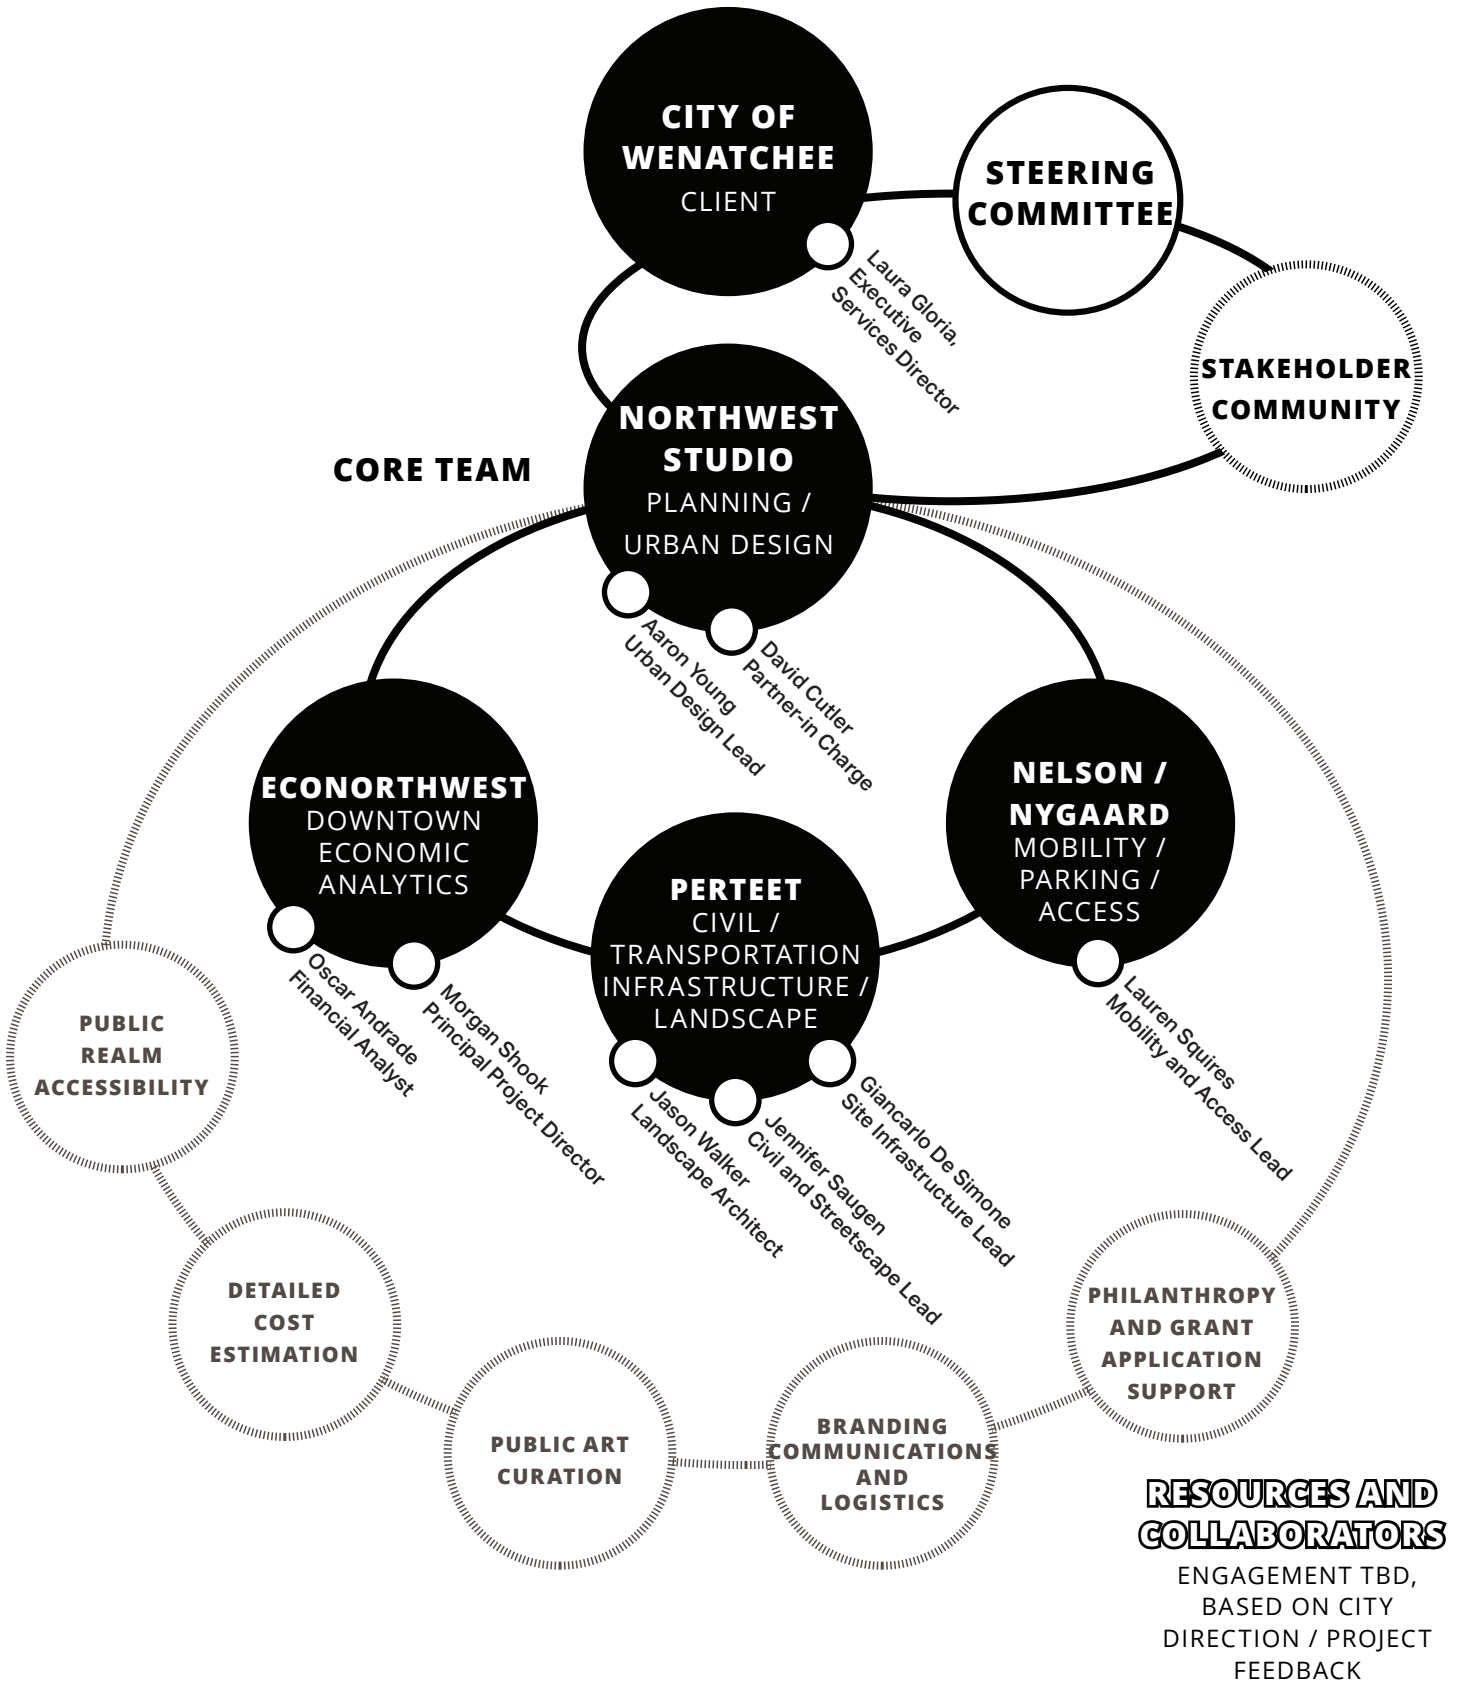 CITY OF
WENATCHEE
CLIENT
Laura Gloria,
Executive
Services Director
STEERING
COMMITTEE
STAKEHOLDER
COMMUNITY
CORE TEAM
NORTHWEST
STUDIO
PLANNING /
URBAN DESIGN
Aaron Young
Urban Design Lead
David Cutler
Partner-in Charge
ECONORTHWEST
DOWNTOWN
ECONOMIC
ANALYTICS
Oscar Andrade
Financial Analyst
Morgan Shook
Principal Project Director
PERTEET
CIVIL /
TRANSPORTATION
INFRASTRUCTURE /
LANDSCAPE
Jason Walker
Landscape Architect
Jennifer Saugen
Civil and Streetscape Lead
Giancarlo De Simone
Site Infrastructure Lead
NELSON /
NYGAARD
MOBILITY /
PARKING /
ACCESS
Lauren Squires
Mobility and Access Lead
PUBLIC
REALM
ACCESSIBILITY
DETAILED
COST
ESTIMATION
PUBLIC ART
CURATION
BRANDING
COMMUNICATIONS
AND
LOGISTICS
PHILANTHROPY
AND GRANT
APPLICATION
SUPPORT
RESOURCES AND
COLLABORATORS
ENGAGEMENT TBD,
BASED ON CITY
DIRECTION / PROJECT
FEEDBACK